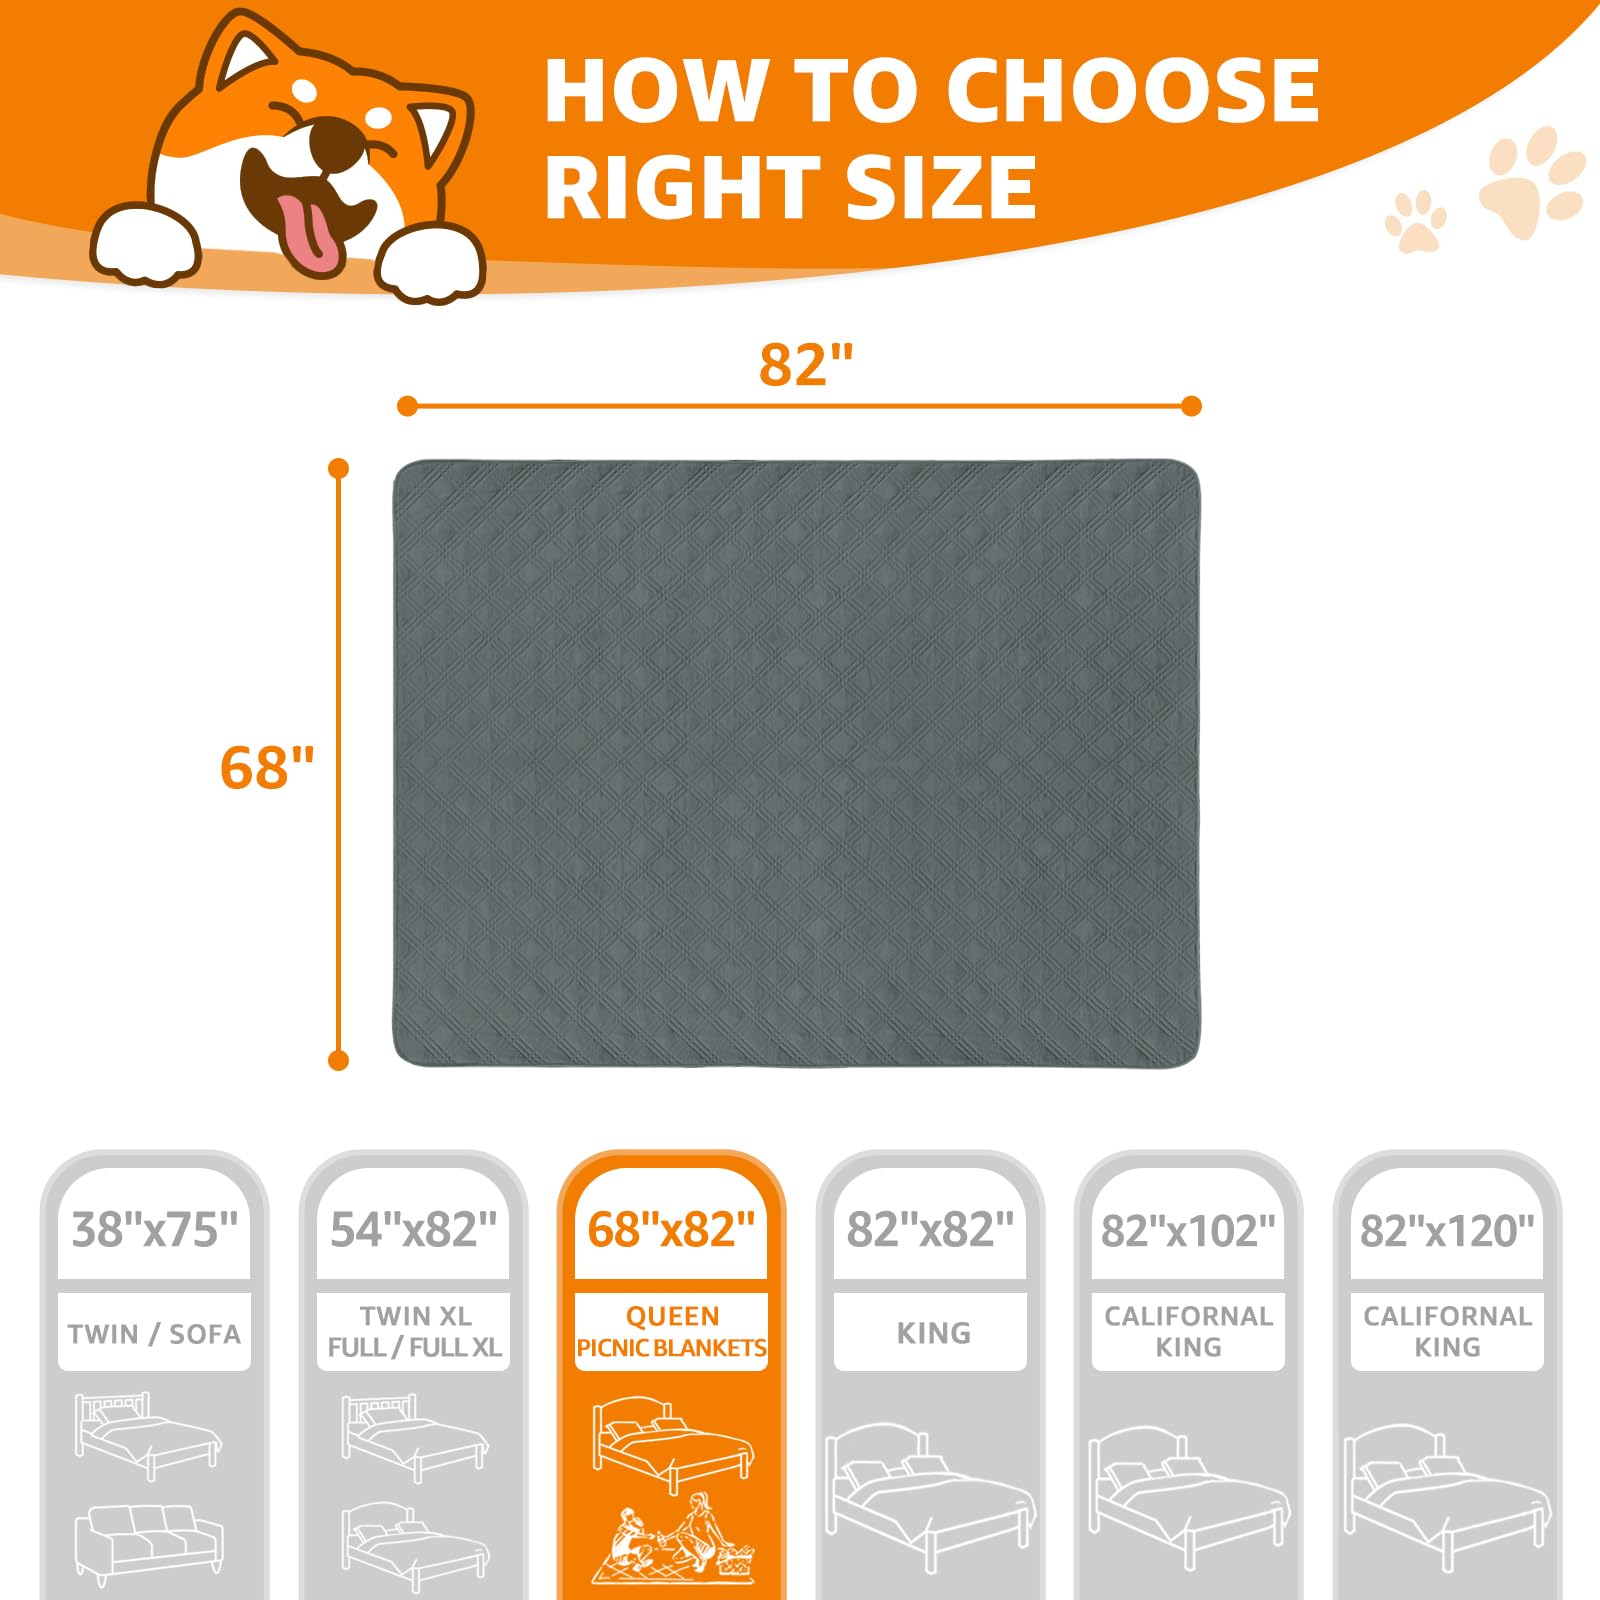 HOW TO CHOOSE
RIGHT SIZE
82"
68"
38"x75"
TWIN / SOFA
54"x82"
TWIN XL
FULL / FULL XL
68"x82"
QUEEN
PICNIC BLANKETS
82"x82"
KING
82"x102"
CALIFORNAL
KING
82"x120"
CALIFORNAL
KING